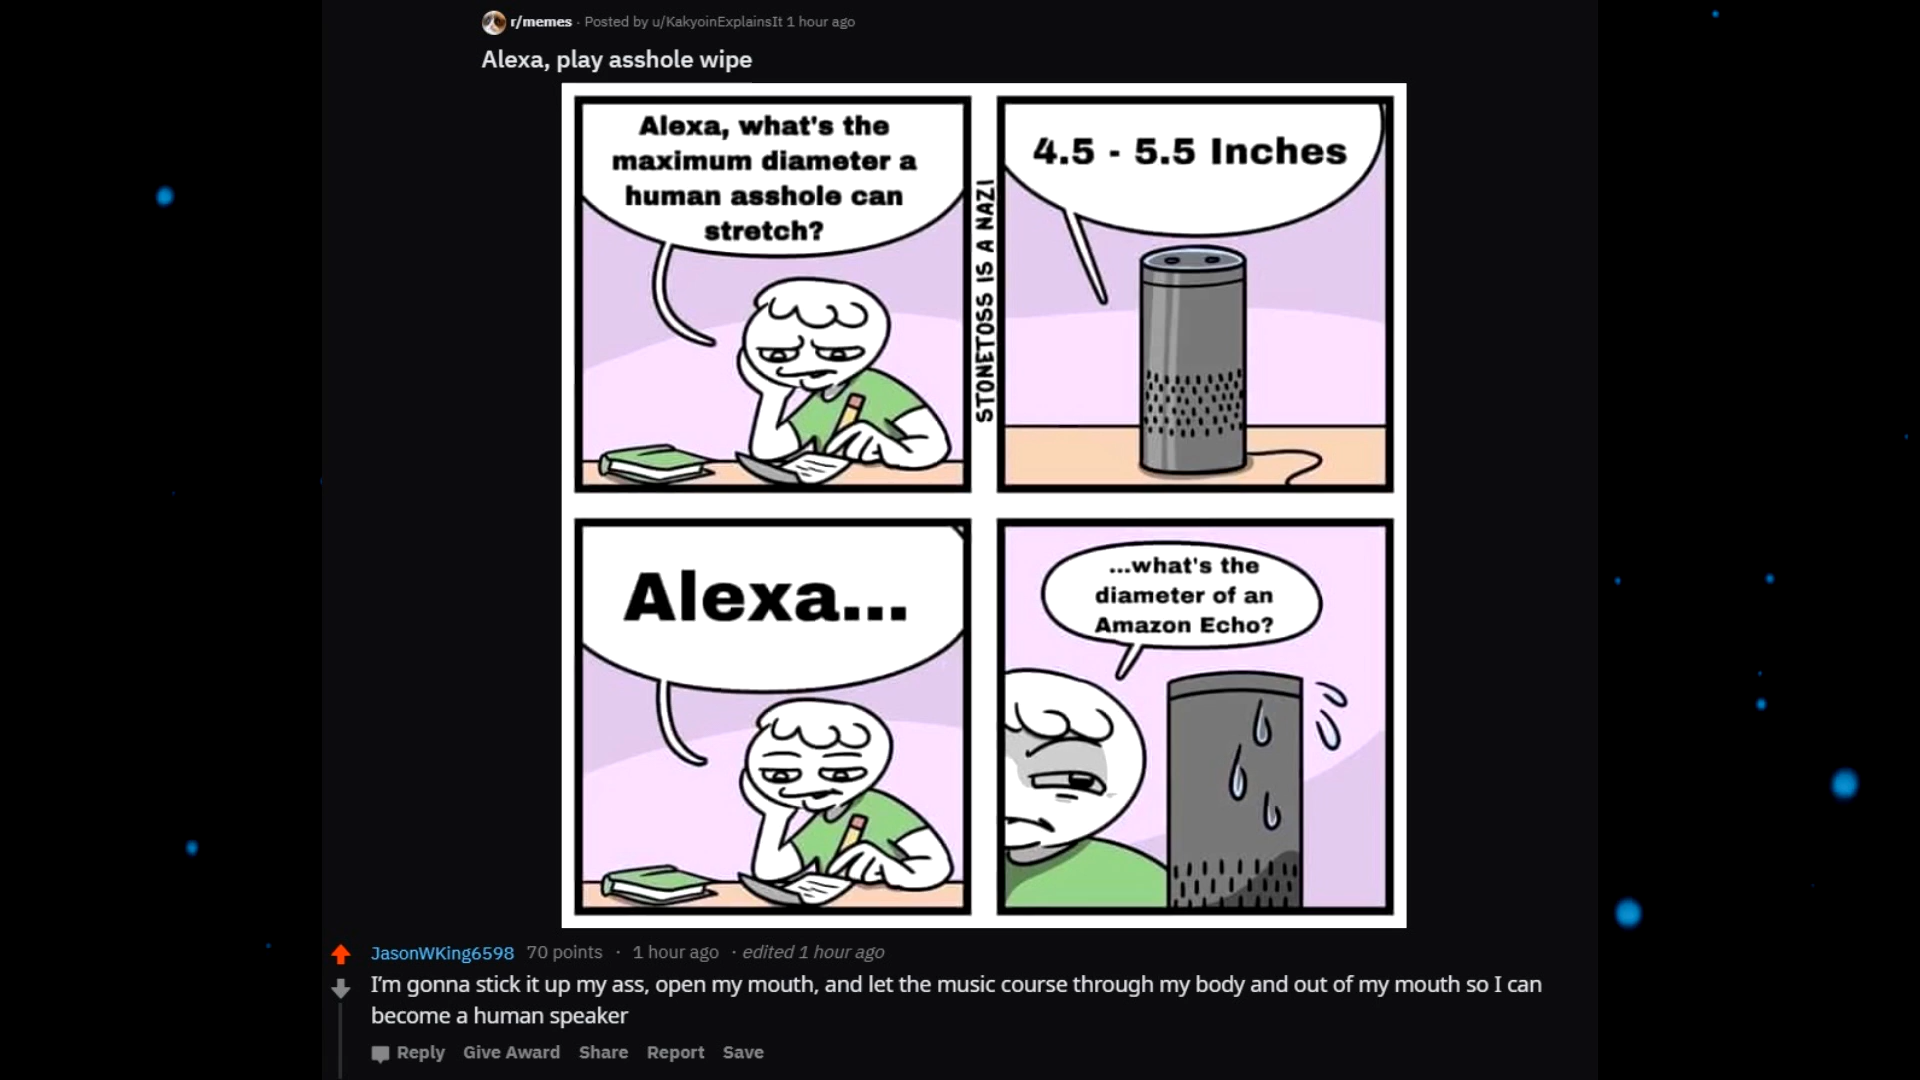 r/memes · Posted by u/KakyoinExplainsIt 1 hour ago
Alexa, play asshole wipe
Alexa, what's the
maximum diameter a
human asshole can
stretch?
STONETOSS IS A NAZI
4.5 - 5.5 Inches
Alexa...
...what's the
diameter of an
Amazon Echo?
JasonWKing6598 70 points · 1 hour ago · edited 1 hour ago
I'm gonna stick it up my ass, open my mouth, and let the music course through my body and out of my mouth so I can
become a human speaker
Reply Give Award Share Report Save